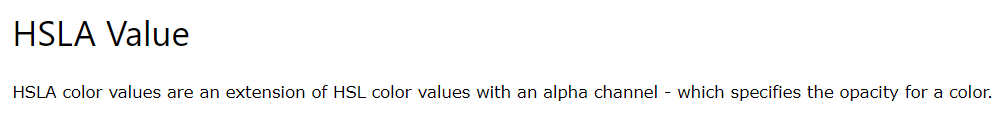 HSLA Value
HSLA color values are an extension of HSL color values with an alpha channel - which specifies the opacity for a color.